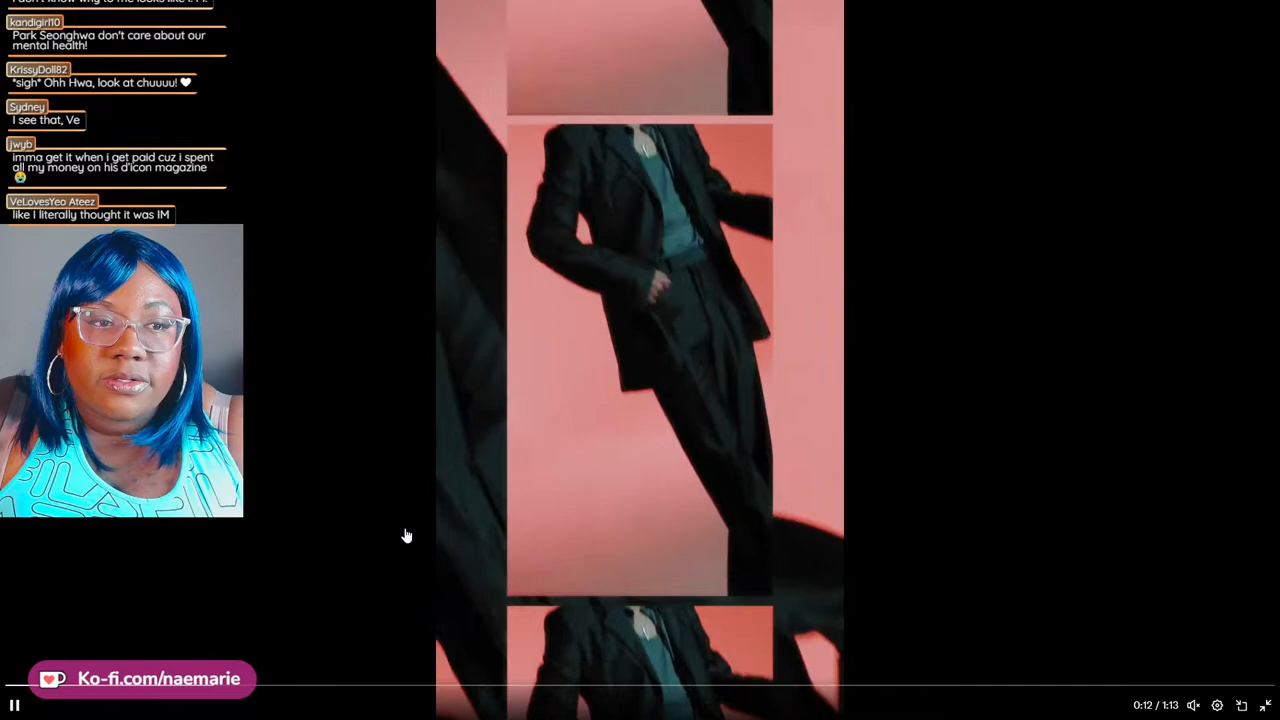 kandigirl10
Park Seonghwa don't care about our
mental health!
KrissyDoll82
*sigh* Ohh Hwa, look at chuuuu! 🤍
Sydney
I see that, Ve
jwyb
imma get it when i get paid cuz i spent
all my money on his d'icon magazine
😭
VeLovesYeo Ateez
like I literally thought it was IM
Ko-fi.com/naemarie
0:12 / 1:13